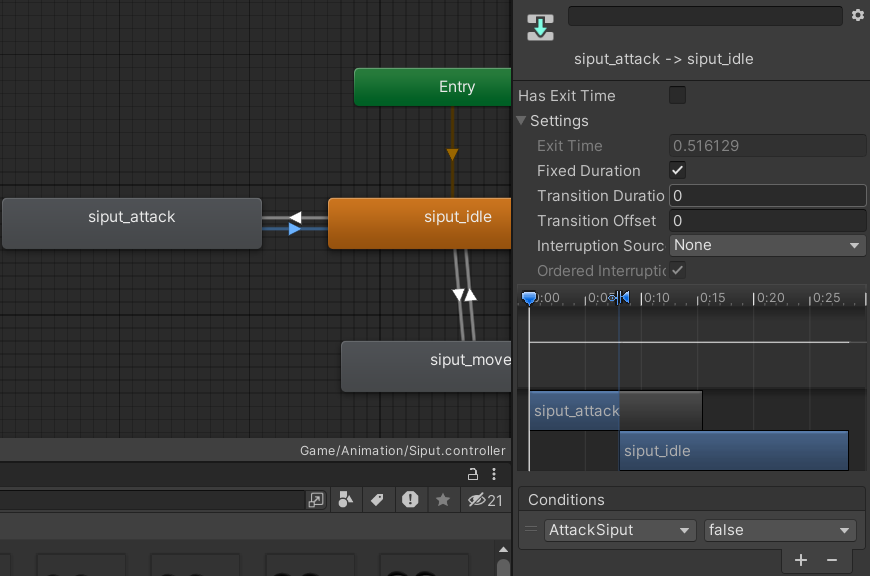 siput_attack -> siput_idle
Entry
siput_attack
siput_idle
siput_move
Game/Animation/Siput.controller
21
Has Exit Time
Settings
Exit Time
0.516129
Fixed Duration
Transition Duratio
0
Transition Offset
0
Interruption Sourc
None
Ordered Interruptic
0:00
0:05
0:10
0:15
0:20
0:25
siput_attack
siput_idle
Conditions
AttackSiput
false